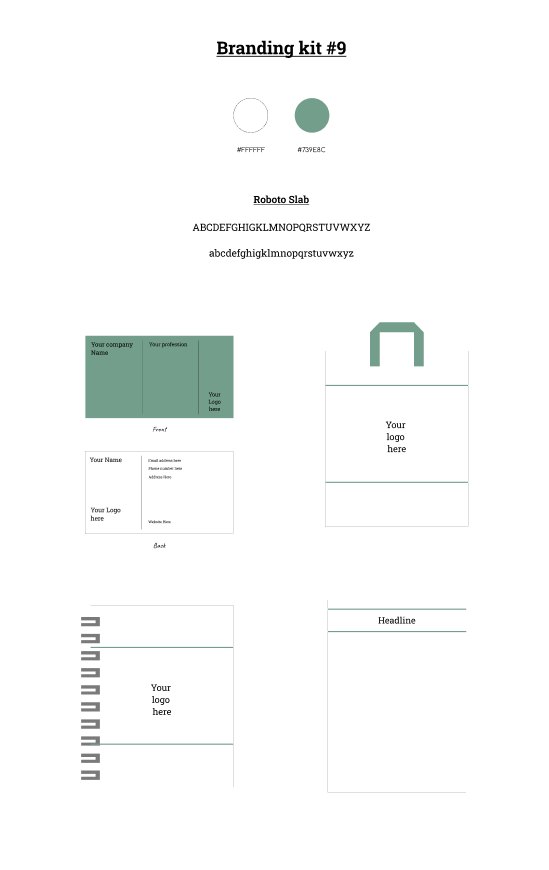 Branding kit #9
#FFFFFF
#739E8C
Roboto Slab
ABCDEFGHIGKLMNOPQRSTUVWXYZ
abcdefghigklmnopqrstuvwxyz
Your company
Name
Your profession
Your
Logo
here
Front
Your Name
Email address here
Phone number here
Address Here
Your Logo
here
Website Here
Back
Your
logo
here
Your
logo
here
Headline